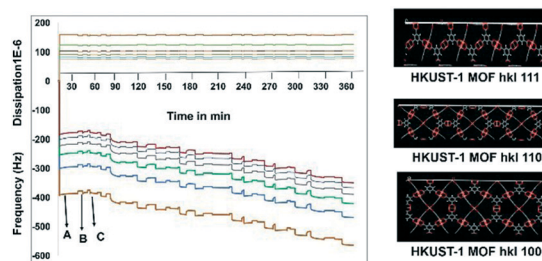 Dissipation1E-6
200
150
100
50
0
30
60
90
120
150
180
210
240
270
300
330
360
Time in min
Frequency (Hz)
-100
-200
-300
-400
-500
-600
A
B
C
HKUST-1 MOF hkl 111
HKUST-1 MOF hkl 110
HKUST-1 MOF hkl 100